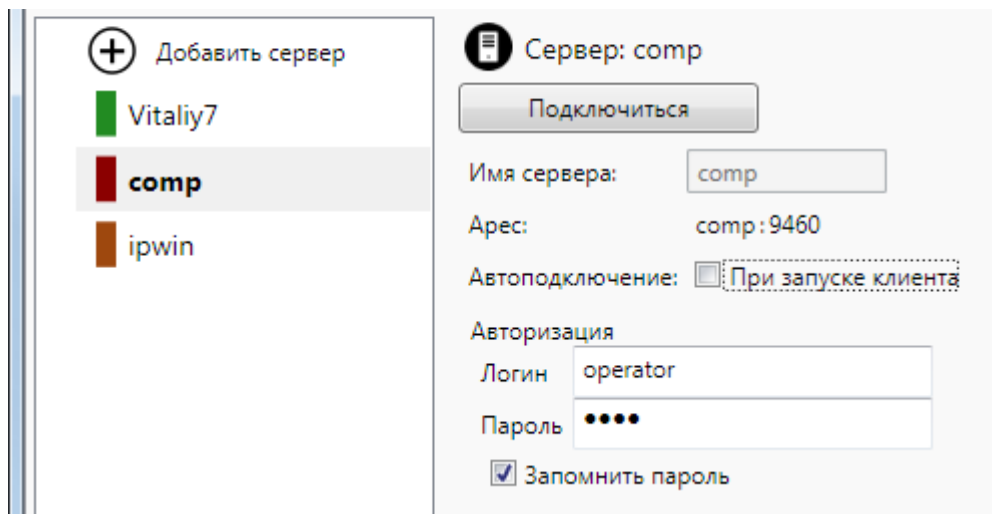 Добавить сервер
Vitaliy7
comp
ipwin
Сервер: comp
Подключиться
Имя сервера: comp
Арес: comp:9460
Автоподключение: При запуске клиента
Авторизация
Логин operator
Пароль ••••
Запомнить пароль